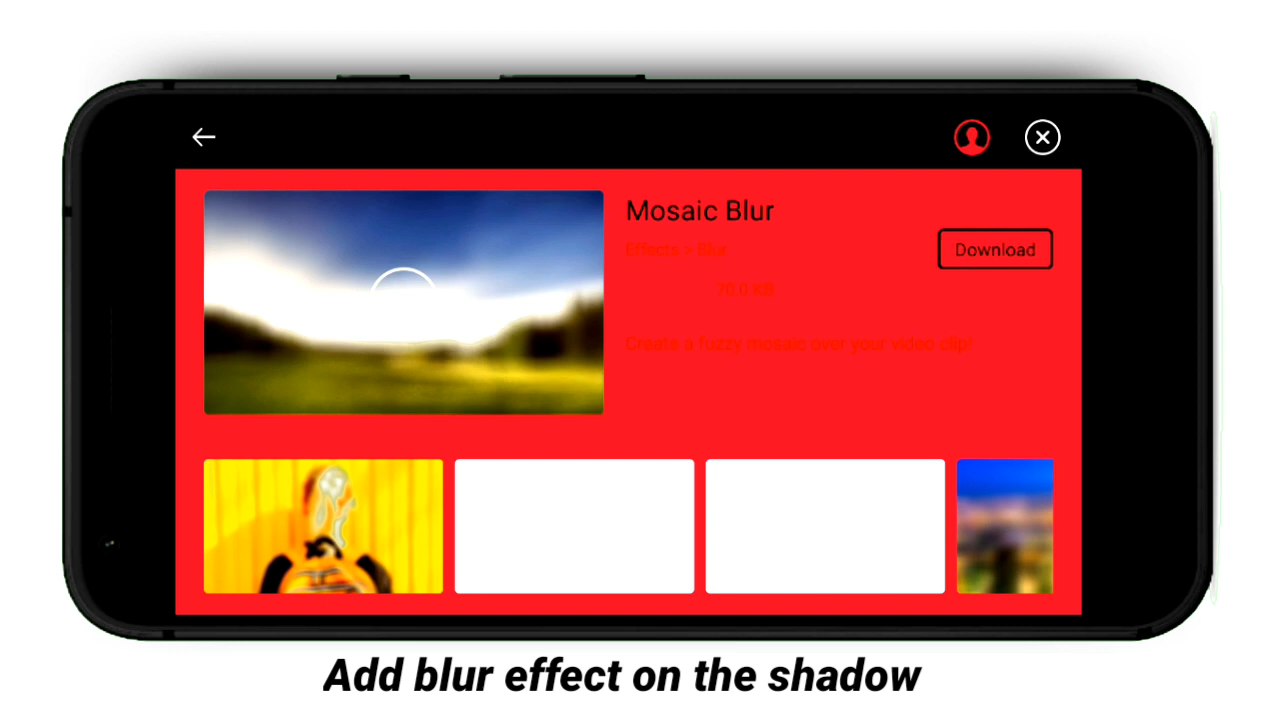 Mosaic Blur
Effects > Blur
Download
70.0 KB
Create a fuzzy mosaic over your video clip!
Add blur effect on the shadow